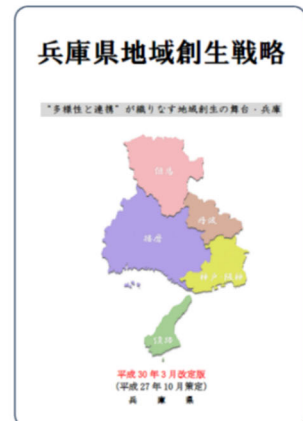 兵庫県地域創生戦略
“多様性と連携”が織りなす地域創生の舞台・兵庫
但馬
丹波
播磨
神戸 阪神
淡路
平成30年3月改定版
(平成27年10月策定)
兵庫県